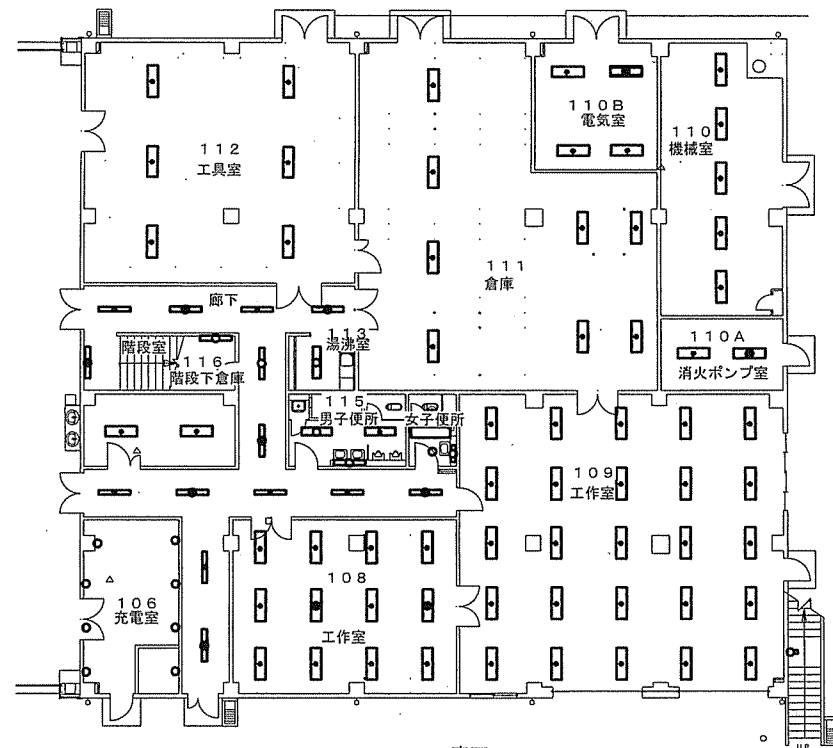 110B
電気室
110
機械室
112
工具室
111
倉庫
廊下
113
湯沸室
階段室
116
階段下倉庫
110A
消火ポンプ室
115
男子便所
女子便所
109
工作室
108
工作室
106
充電室
UP